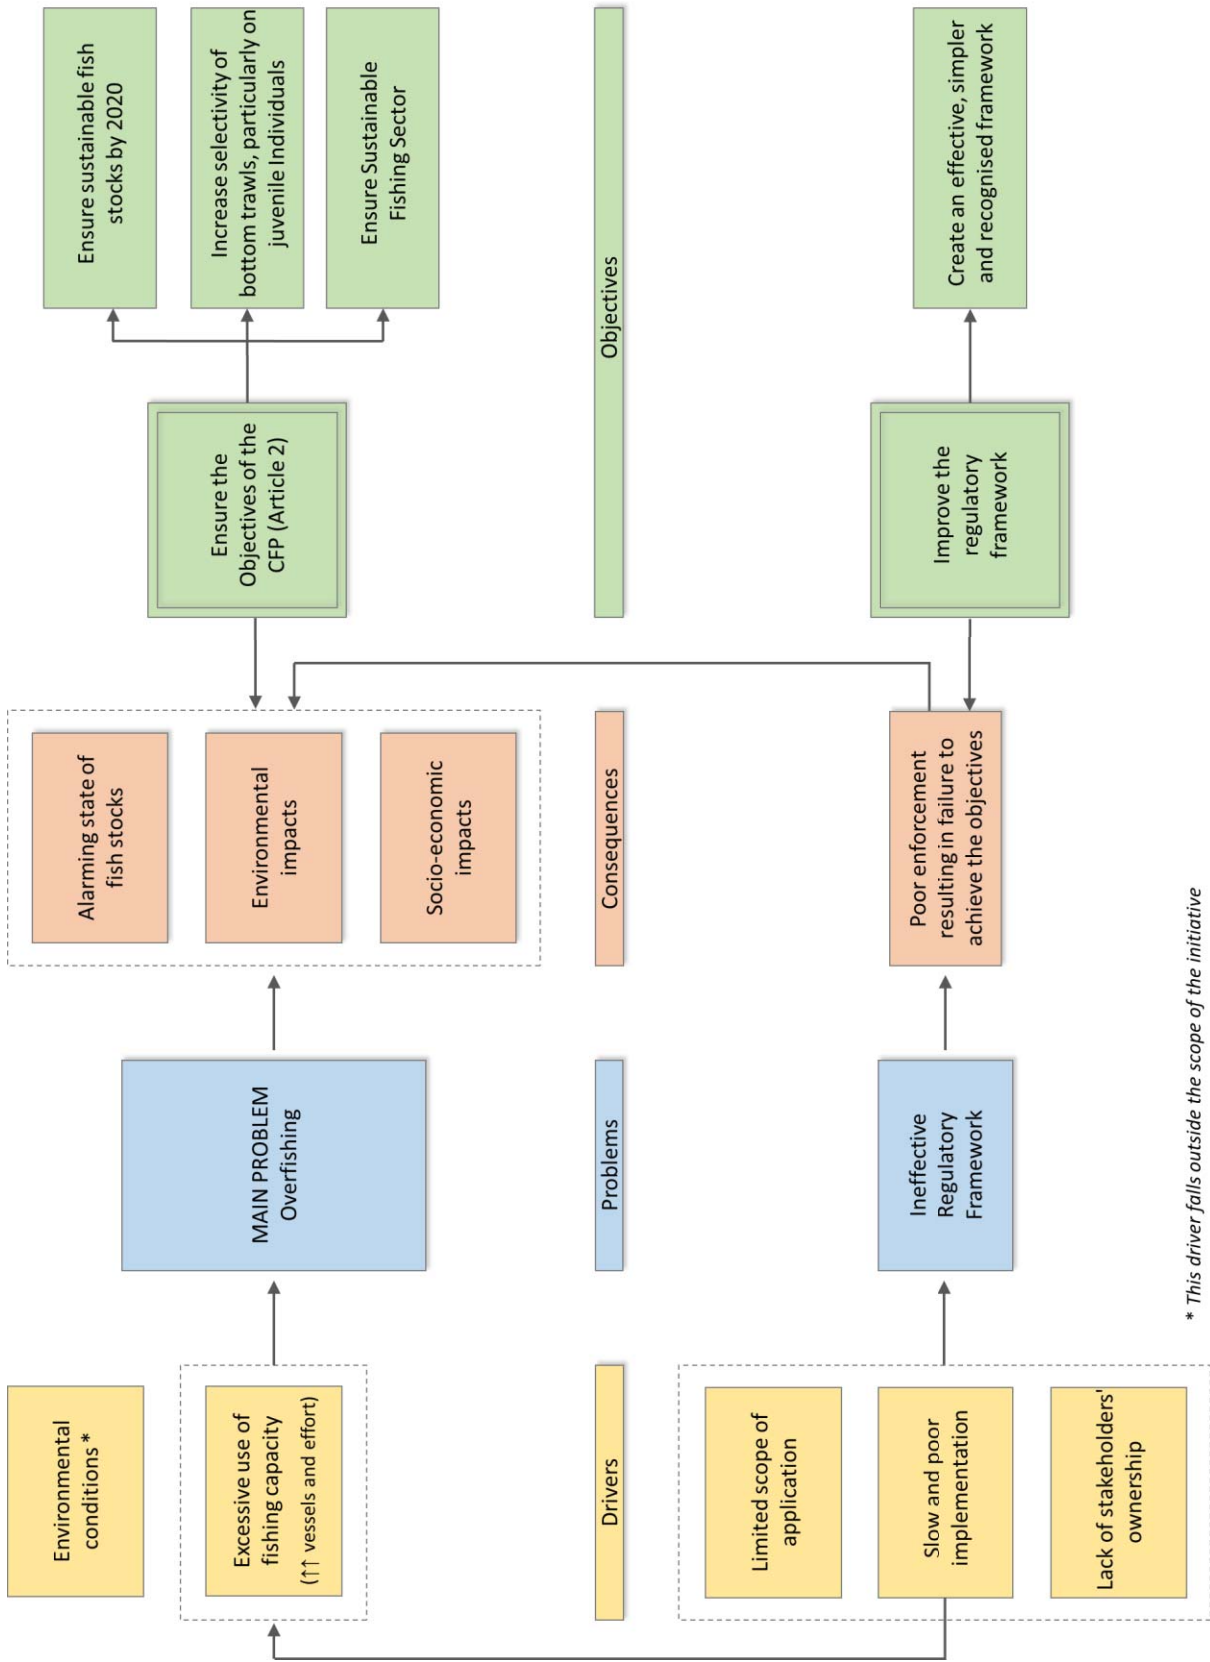 Environmental
conditions *
Excessive use of
fishing capacity
(↑↑ vessels and effort)
MAIN PROBLEM
Overfishing
Alarming state of
fish stocks
Environmental
impacts
Socio-economic
impacts
Ensure the
Objectives of the
CFP (Article 2)
Ensure sustainable fish
stocks by 2020
Increase selectivity of
bottom trawls, particularly on
juvenile Individuals
Ensure Sustainable
Fishing Sector
Drivers
Problems
Consequences
Objectives
Limited scope of
application
Slow and poor
implementation
Lack of stakeholders'
ownership
Ineffective
Regulatory
Framework
Poor enforcement
resulting in failure to
achieve the objectives
Improve the
regulatory
framework
Create an effective, simpler
and recognised framework
* This driver falls outside the scope of the initiative